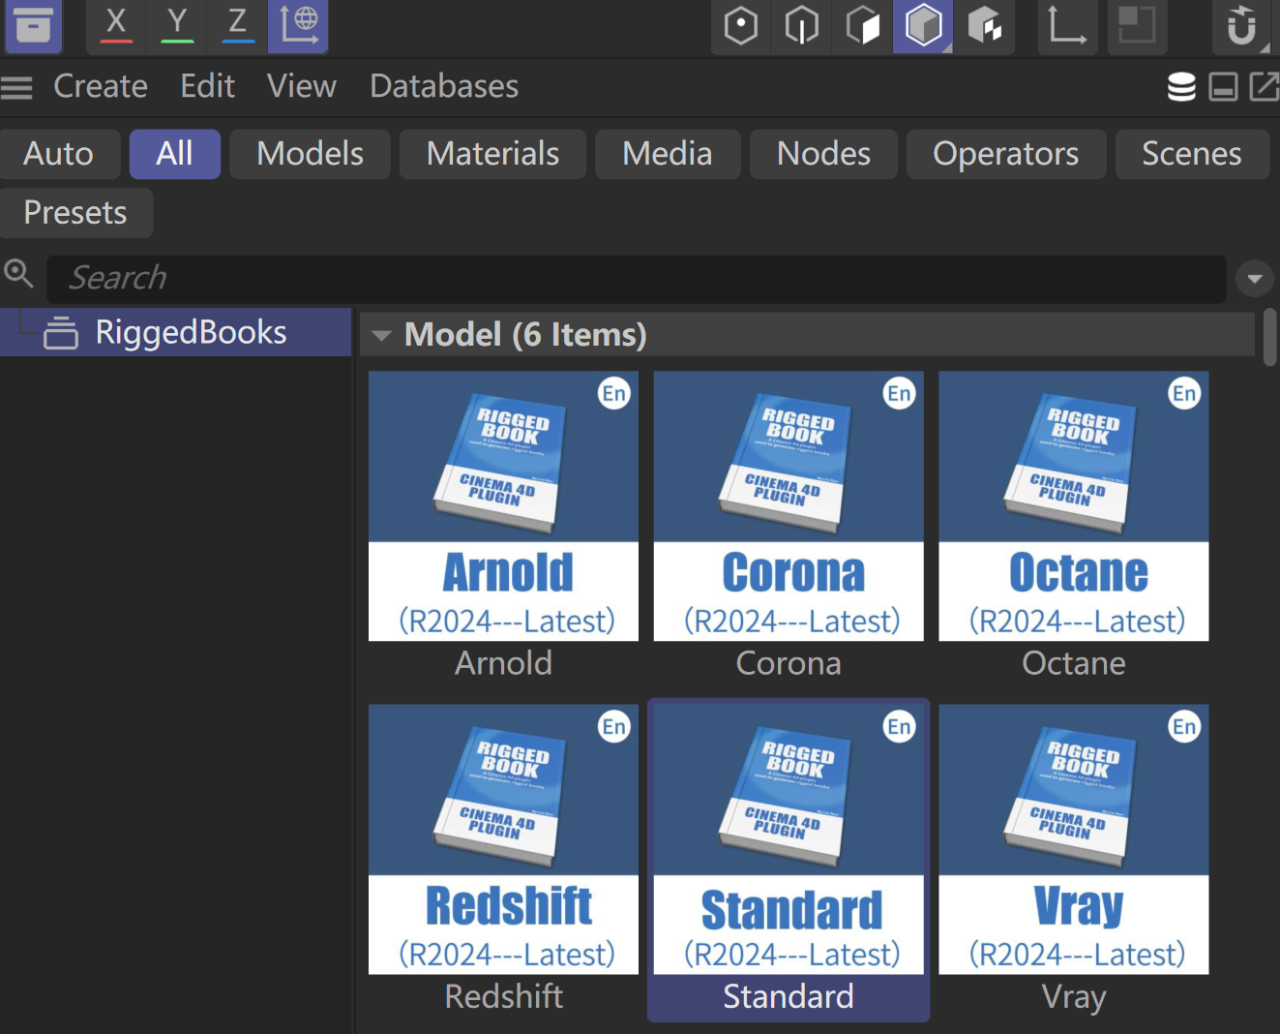 X Y Z
Create Edit View Databases
Auto All Models Materials Media Nodes Operators Scenes
Presets
Search
RiggedBooks
Model (6 Items)
En En En
RIGGED RIGGED RIGGED
BOOK BOOK BOOK
CINEMA 4D CINEMA 4D CINEMA 4D
PLUGIN PLUGIN PLUGIN
Arnold Corona Octane
(R2024---Latest) (R2024---Latest) (R2024---Latest)
Arnold Corona Octane
En En En
RIGGED RIGGED RIGGED
BOOK BOOK BOOK
CINEMA 4D CINEMA 4D CINEMA 4D
PLUGIN PLUGIN PLUGIN
Redshift Standard Vray
(R2024---Latest) (R2024---Latest) (R2024---Latest)
Redshift Standard Vray